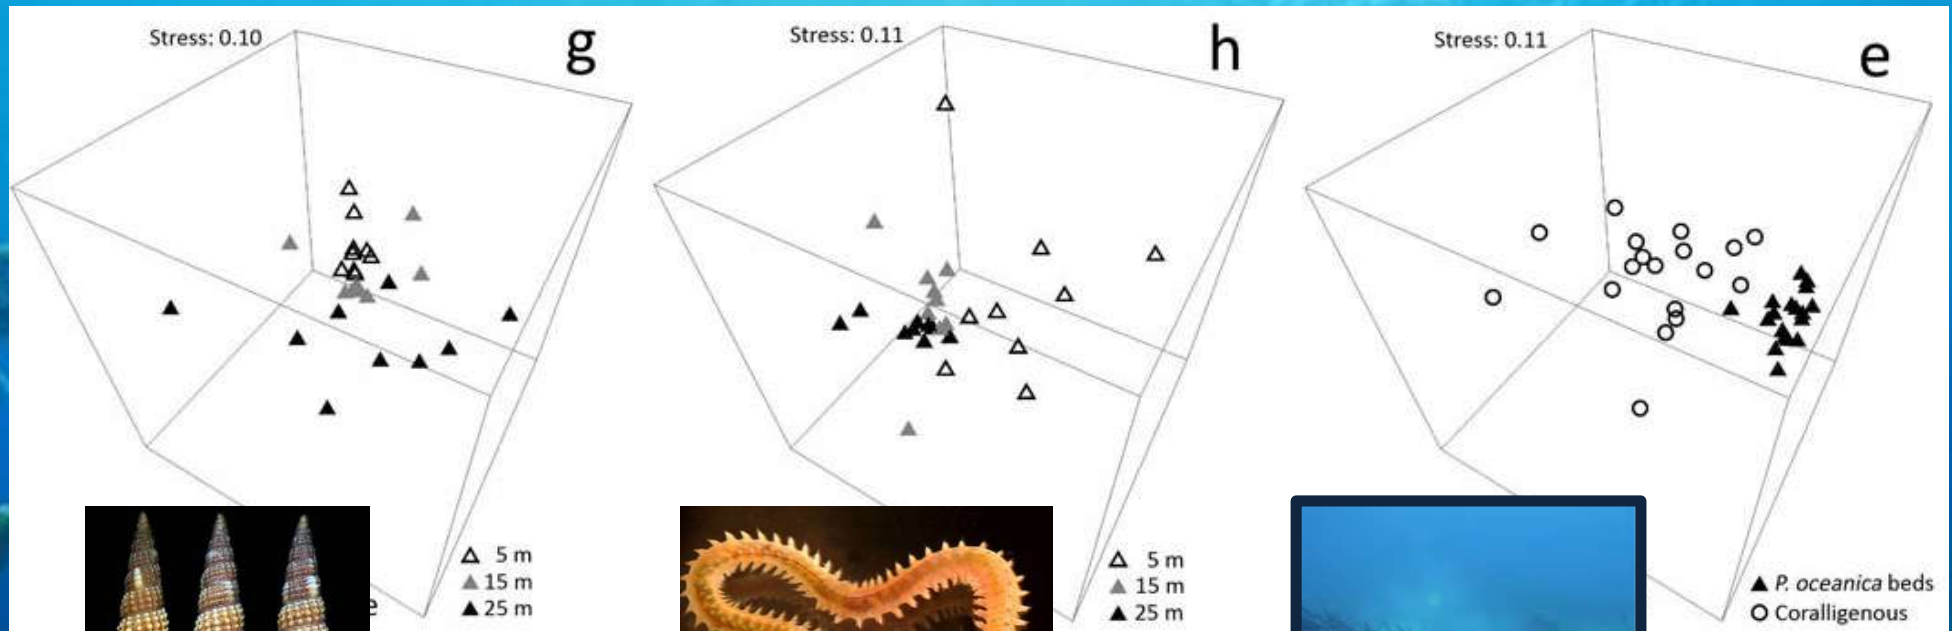 Stress: 0.10
g
5 m
15 m
25 m
e
Stress: 0.11
h
5 m
15 m
25 m
Stress: 0.11
e
P. oceanica beds
Coralligenous